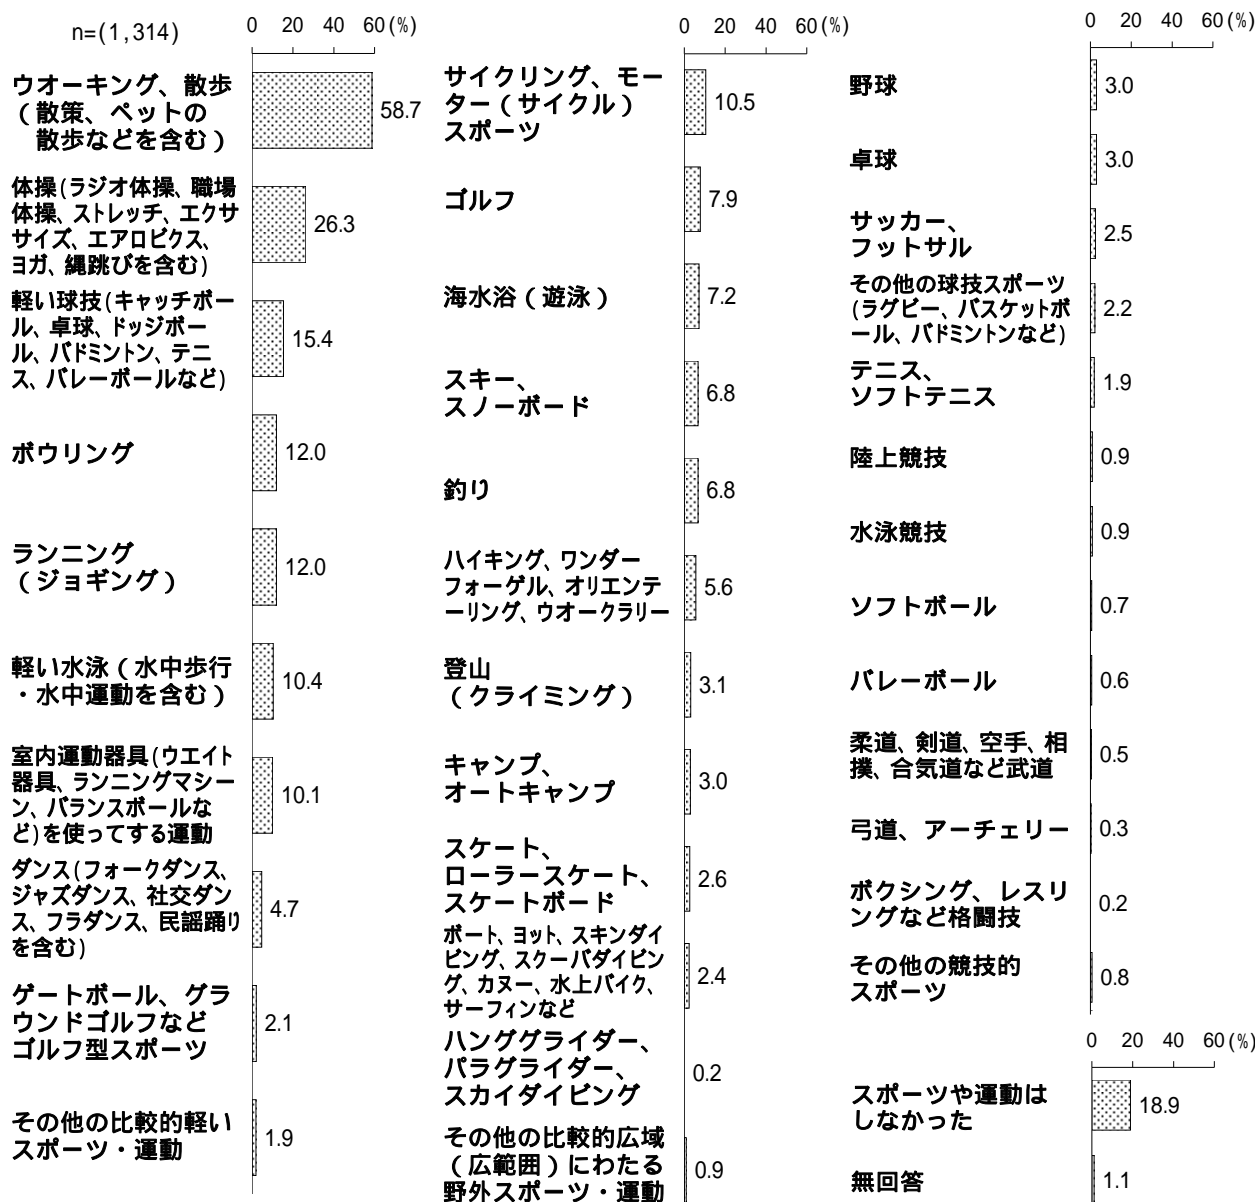 n=(1,314)
0 20 40 60(%)
ウオーキング、散歩
(散策、ペットの
散歩などを含む)
58.7
体操(ラジオ体操、職場
体操、ストレッチ、エクサ
サイズ、エアロビクス、
ヨガ、縄跳びを含む)
26.3
軽い球技(キャッチボー
ル、卓球、ドッジボー
ル、バドミントン、テニ
ス、バレーボールなど)
15.4
ボウリング
12.0
ランニング
(ジョギング)
12.0
軽い水泳(水中歩行
・水中運動を含む)
10.4
室内運動器具(ウエイト
器具、ランニングマシー
ン、バランスボールな
ど)を使ってする運動
10.1
ダンス(フォークダンス、
ジャズダンス、社交ダン
ス、フラダンス、民謡踊り
を含む)
4.7
ゲートボール、グラ
ウンドゴルフなど
ゴルフ型スポーツ
2.1
その他の比較的軽い
スポーツ・運動
1.9
0 20 40 60(%)
サイクリング、モー
ター(サイクル)
スポーツ
10.5
ゴルフ
7.9
海水浴(遊泳)
7.2
スキー、
スノーボード
6.8
釣り
6.8
ハイキング、ワンダー
フォーゲル、オリエンテ
ーリング、ウオークラリー
5.6
登山
(クライミング)
3.1
キャンプ、
オートキャンプ
3.0
スケート、
ローラースケート、
スケートボード
2.6
ボート、ヨット、スキンダイ
ビング、スクーバダイビン
グ、カヌー、水上バイク、
サーフィンなど
2.4
ハンググライダー、
パラグライダー、
スカイダイビング
0.2
その他の比較的広域
(広範囲)にわたる
野外スポーツ・運動
0.9
0 20 40 60(%)
野球
3.0
卓球
3.0
サッカー、
フットサル
2.5
その他の球技スポーツ
(ラグビー、バスケットボ
ール、バドミントンなど)
2.2
テニス、
ソフトテニス
1.9
陸上競技
0.9
水泳競技
0.9
ソフトボール
0.7
バレーボール
0.6
柔道、剣道、空手、相
撲、合気道など武道
0.5
弓道、アーチェリー
0.3
ボクシング、レスリ
ングなど格闘技
0.2
その他の競技的
スポーツ
0.8
0 20 40 60(%)
スポーツや運動は
しなかった
18.9
無回答
1.1